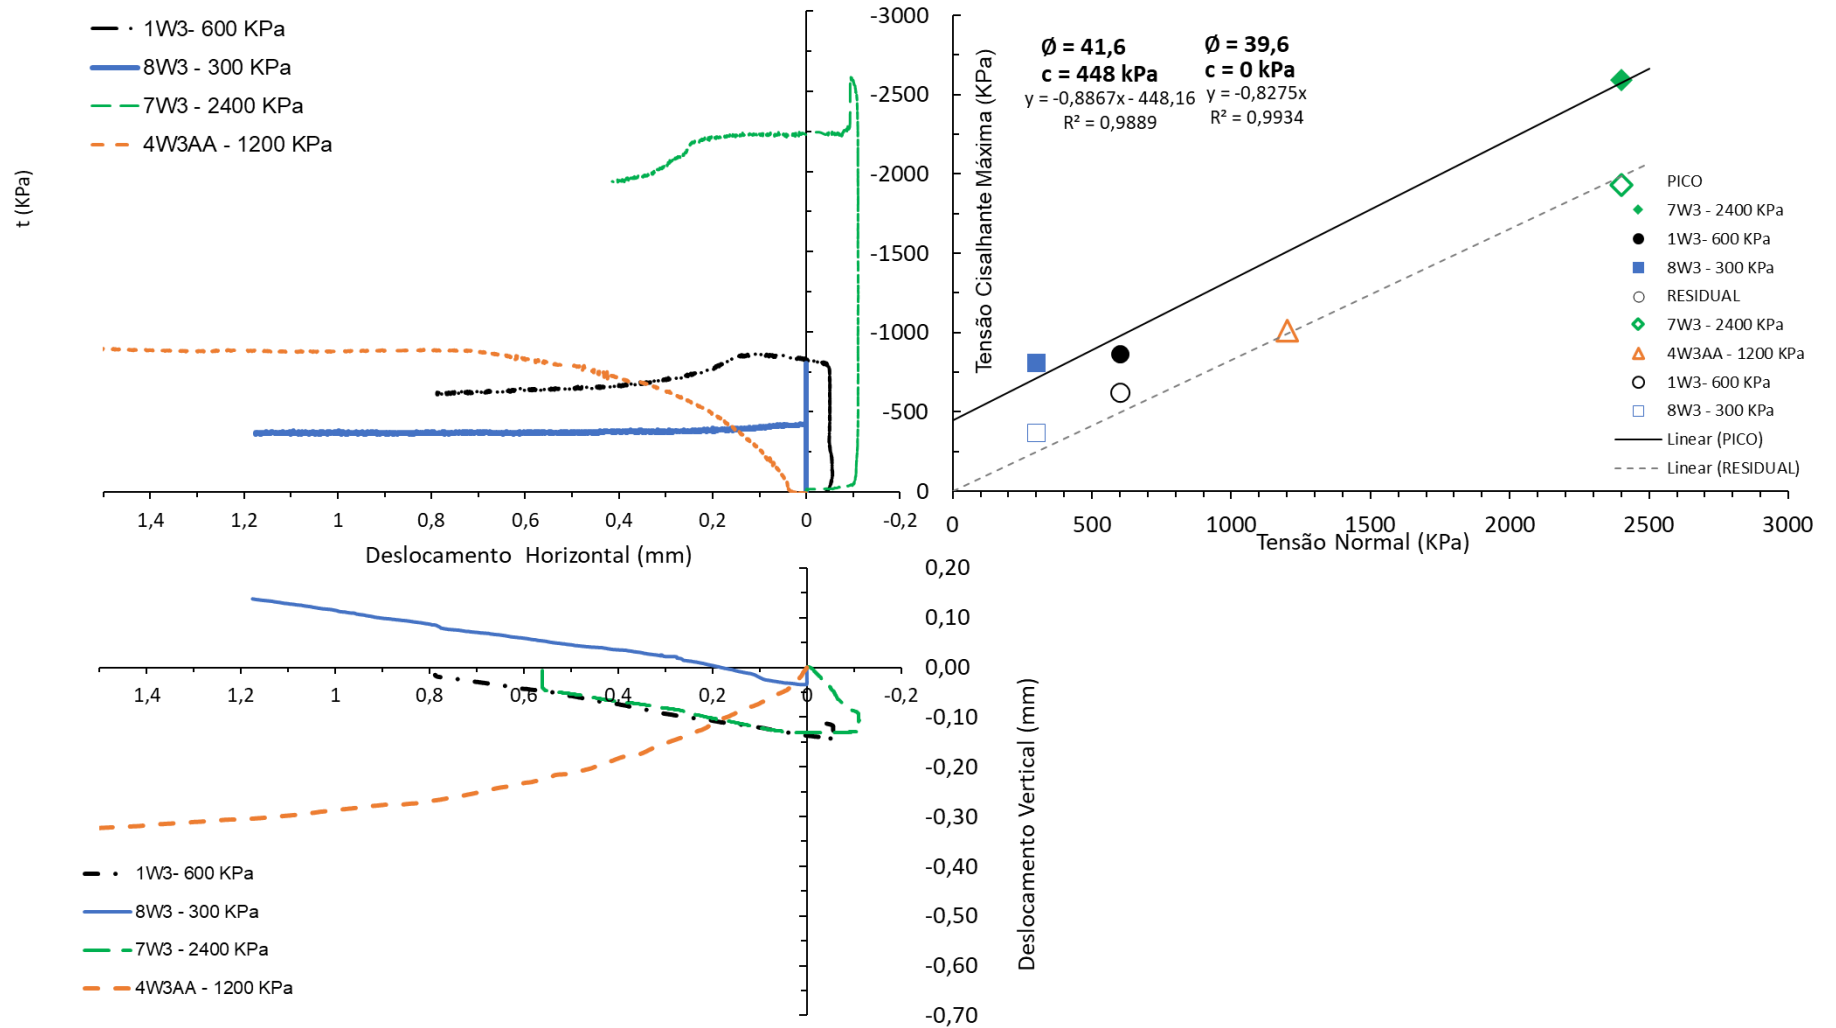 1W3- 600 KPa
8W3 - 300 KPa
7W3 - 2400 KPa
4W3AA - 1200 KPa
t (KPa)
-3000
-2500
-2000
-1500
-1000
-500
0
1,4
1,2
1
0,8
0,6
0,4
0,2
0
-0,2
Deslocamento Horizontal (mm)
Tensão Cisalhante Máxima (KPa)
Ø = 41,6
c = 448 kPa
y = -0,8867x - 448,16
R² = 0,9889
Ø = 39,6
c = 0 kPa
y = -0,8275x
R² = 0,9934
PICO
7W3 - 2400 KPa
1W3- 600 KPa
8W3 - 300 KPa
RESIDUAL
7W3 - 2400 KPa
4W3AA - 1200 KPa
1W3- 600 KPa
8W3 - 300 KPa
Linear (PICO)
Linear (RESIDUAL)
0
500
1000
1500
2000
2500
3000
Tensão Normal (KPa)
0,20
0,10
0,00
-0,10
-0,20
-0,30
-0,40
-0,50
-0,60
-0,70
1,4
1,2
1
0,8
0,6
0,4
0,2
0
-0,2
Deslocamento Vertical (mm)
1W3- 600 KPa
8W3 - 300 KPa
7W3 - 2400 KPa
4W3AA - 1200 KPa